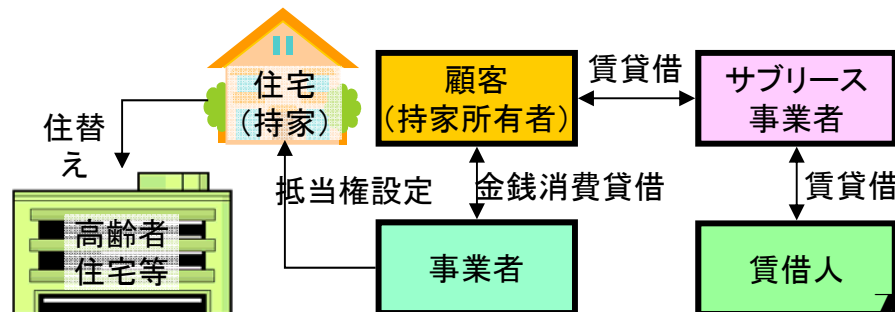 住宅
（持家）
顧客
（持家所有者）
賃貸借
サブリース
事業者
住替
え
抵当権設定
金銭消費貸借
賃貸借
高齢者
住宅等
事業者
賃借人